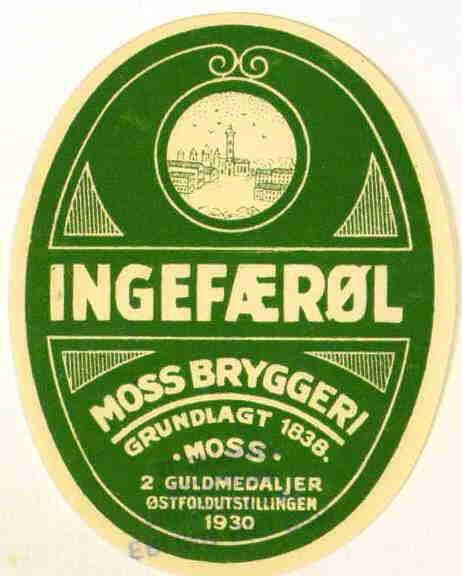 INGEFÆRØL
MOSS BRYGGERI
GRUNDLAGT 1838.
· MOSS ·
2 GULDMEDALJER
ØSTFOLDUTSTILLINGEN
1930